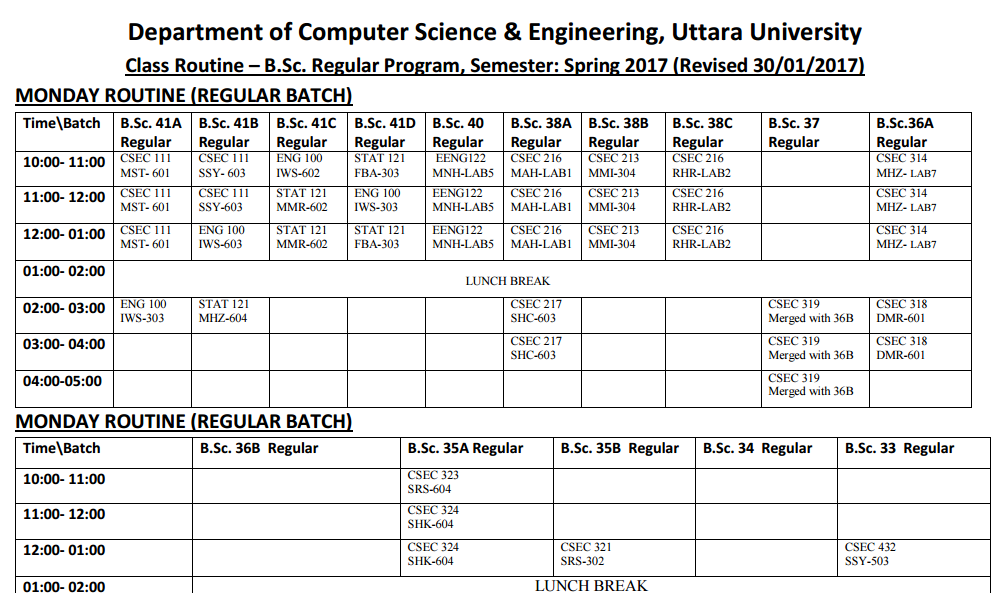 Department of Computer Science & Engineering, Uttara University
Class Routine – B.Sc. Regular Program, Semester: Spring 2017 (Revised 30/01/2017)
MONDAY ROUTINE (REGULAR BATCH)
Time\Batch B.Sc. 41A B.Sc. 41B B.Sc. 41C B.Sc. 41D B.Sc. 40 B.Sc. 38A B.Sc. 38B B.Sc. 38C B.Sc. 37 B.Sc.36A
Regular Regular Regular Regular Regular Regular Regular Regular Regular Regular
10:00- 11:00 CSEC 111 CSEC 111 ENG 100 STAT 121 EENG122 CSEC 216 CSEC 213 CSEC 216 CSEC 314
MST- 601 SSY- 603 IWS-602 FBA-303 MNH-LAB5 MAH-LAB1 MMI-304 RHR-LAB2 MHZ- LAB7
11:00- 12:00 CSEC 111 CSEC 111 STAT 121 ENG 100 EENG122 CSEC 216 CSEC 213 CSEC 216 CSEC 314
MST- 601 SSY-603 MMR-602 IWS-303 MNH-LAB5 MAH-LAB1 MMI-304 RHR-LAB2 MHZ- LAB7
12:00- 01:00 CSEC 111 ENG 100 STAT 121 STAT 121 EENG122 CSEC 216 CSEC 213 CSEC 216 CSEC 314
MST- 601 IWS-603 MMR-602 FBA-303 MNH-LAB5 MAH-LAB1 MMI-304 RHR-LAB2 MHZ- LAB7
01:00- 02:00 LUNCH BREAK
02:00- 03:00 ENG 100 STAT 121 CSEC 217 CSEC 319 CSEC 318
IWS-303 MHZ-604 SHC-603 Merged with 36B DMR-601
03:00- 04:00 CSEC 217 CSEC 319 CSEC 318
SHC-603 Merged with 36B DMR-601
04:00-05:00 CSEC 319
Merged with 36B
MONDAY ROUTINE (REGULAR BATCH)
Time\Batch B.Sc. 36B Regular B.Sc. 35A Regular B.Sc. 35B Regular B.Sc. 34 Regular B.Sc. 33 Regular
10:00- 11:00 CSEC 323
SRS-604
11:00- 12:00 CSEC 324
SHK-604
12:00- 01:00 CSEC 324 CSEC 321 CSEC 432
SHK-604 SRS-302 SSY-503
01:00- 02:00 LUNCH BREAK